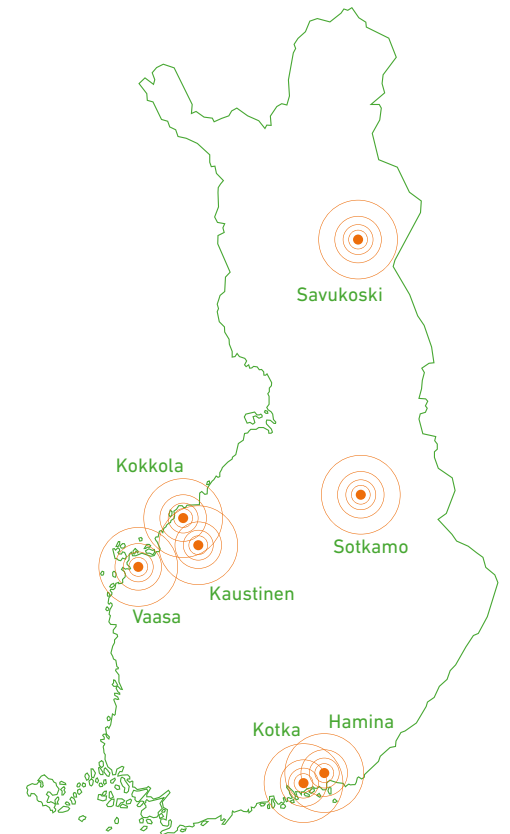 Savukoski
Kokkola
Sotkamo
Kaustinen
Vaasa
Hamina
Kotka